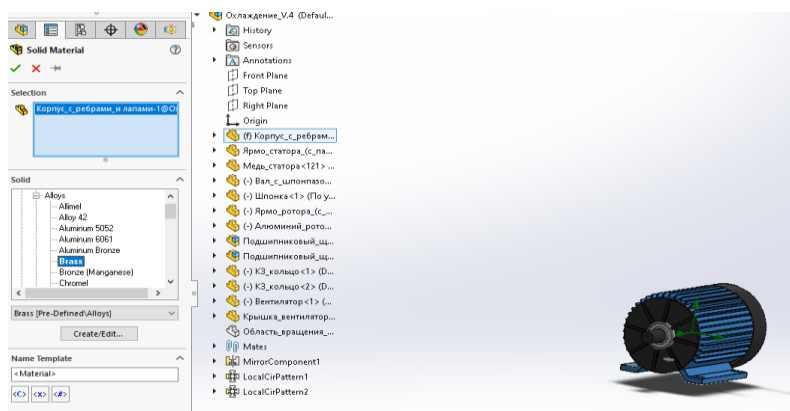 Solid Material
Selection
Корпус_с_ребрами_и лапами-1@О(
Solid
Alloys
Allimel
Alloy 42
Aluminum 5052
Aluminum 6061
Aluminum Bronze
Brass
Bronze (Manganese)
Chromel
Brass [Pre-Defined\Alloys]
Create/Edit...
Name Template
<Material>
<C> <x> <#>
Охлаждение_V.4 (Defaul...
History
Sensors
Annotations
Front Plane
Top Plane
Right Plane
Origin
(f) Корпус_с_ребрам...
Ярмо_статора_(с_па...
Медь_статора<121> ...
(-) Вал_с_шпонпазо...
(-) Шпонка<1> (По у...
(-) Ярмо_ротора_(с_...
(-) Алюминий_рото...
Подшипниковый_щ...
Подшипниковый_щ...
(-) КЗ_кольцо<1> (D...
(-) КЗ_кольцо<2> (D...
(-) Вентилятор<1> (...
Крышка_вентилятор...
Область_вращения_...
Mates
MirrorComponent1
LocalCirPattern1
LocalCirPattern2